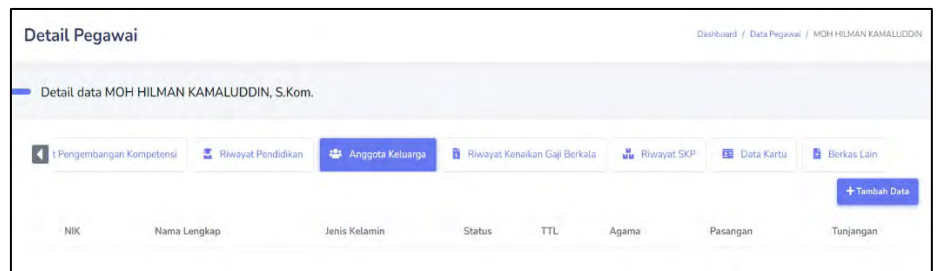 Detail Pegawai
Dashboard / Data Pegawai / MOH HILMAN KAMALUDDIN
Detail data MOH HILMAN KAMALUDDIN, S.Kom.
t Pengembangan Kompetensi Riwayat Pendidikan Anggota Keluarga Riwayat Kenaikan Gaji Berkala Riwayat SKP Data Kartu Berkas Lain
+ Tambah Data
NIK Nama Lengkap Jenis Kelamin Status TTL Agama Pasangan Tunjangan